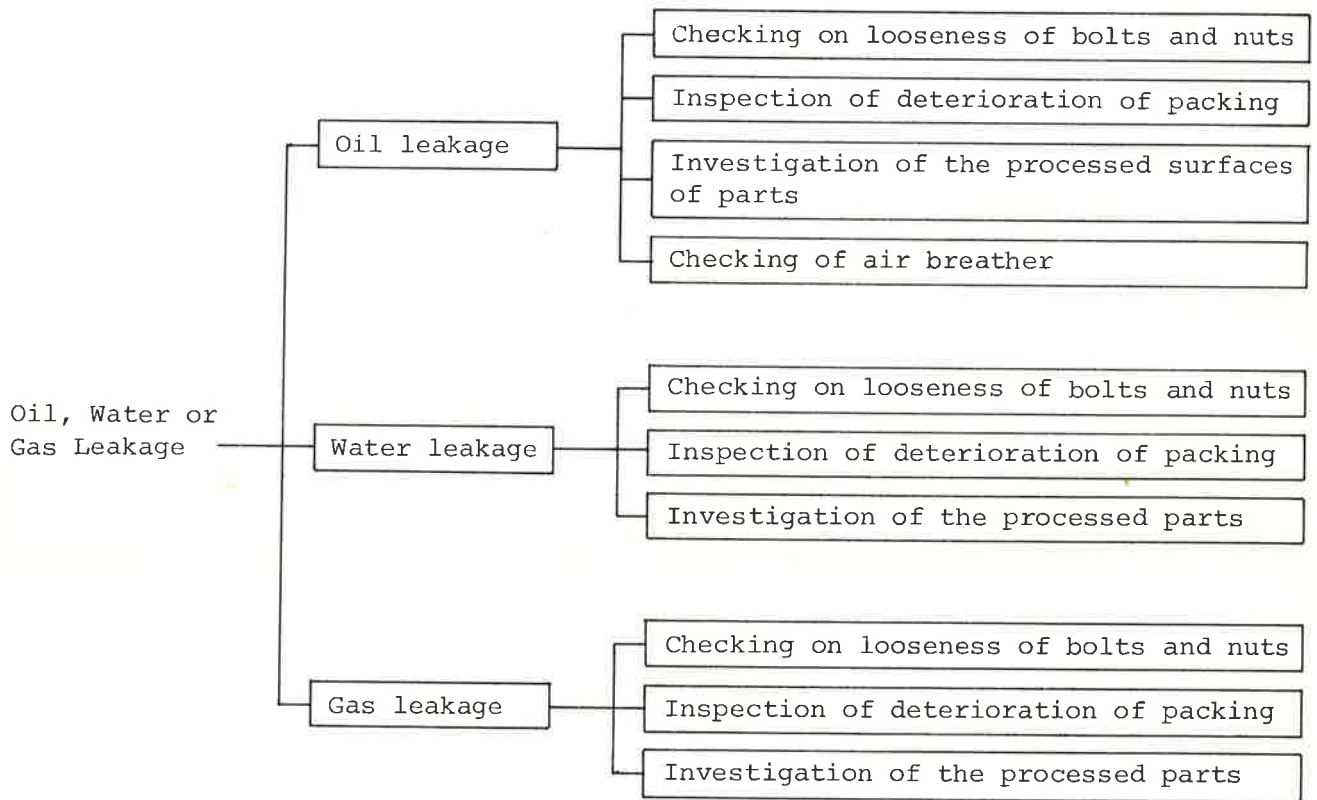 Oil, Water or
Gas Leakage
Oil leakage
Checking on looseness of bolts and nuts
Inspection of deterioration of packing
Investigation of the processed surfaces
of parts
Checking of air breather
Water leakage
Checking on looseness of bolts and nuts
Inspection of deterioration of packing
Investigation of the processed parts
Gas leakage
Checking on looseness of bolts and nuts
Inspection of deterioration of packing
Investigation of the processed parts